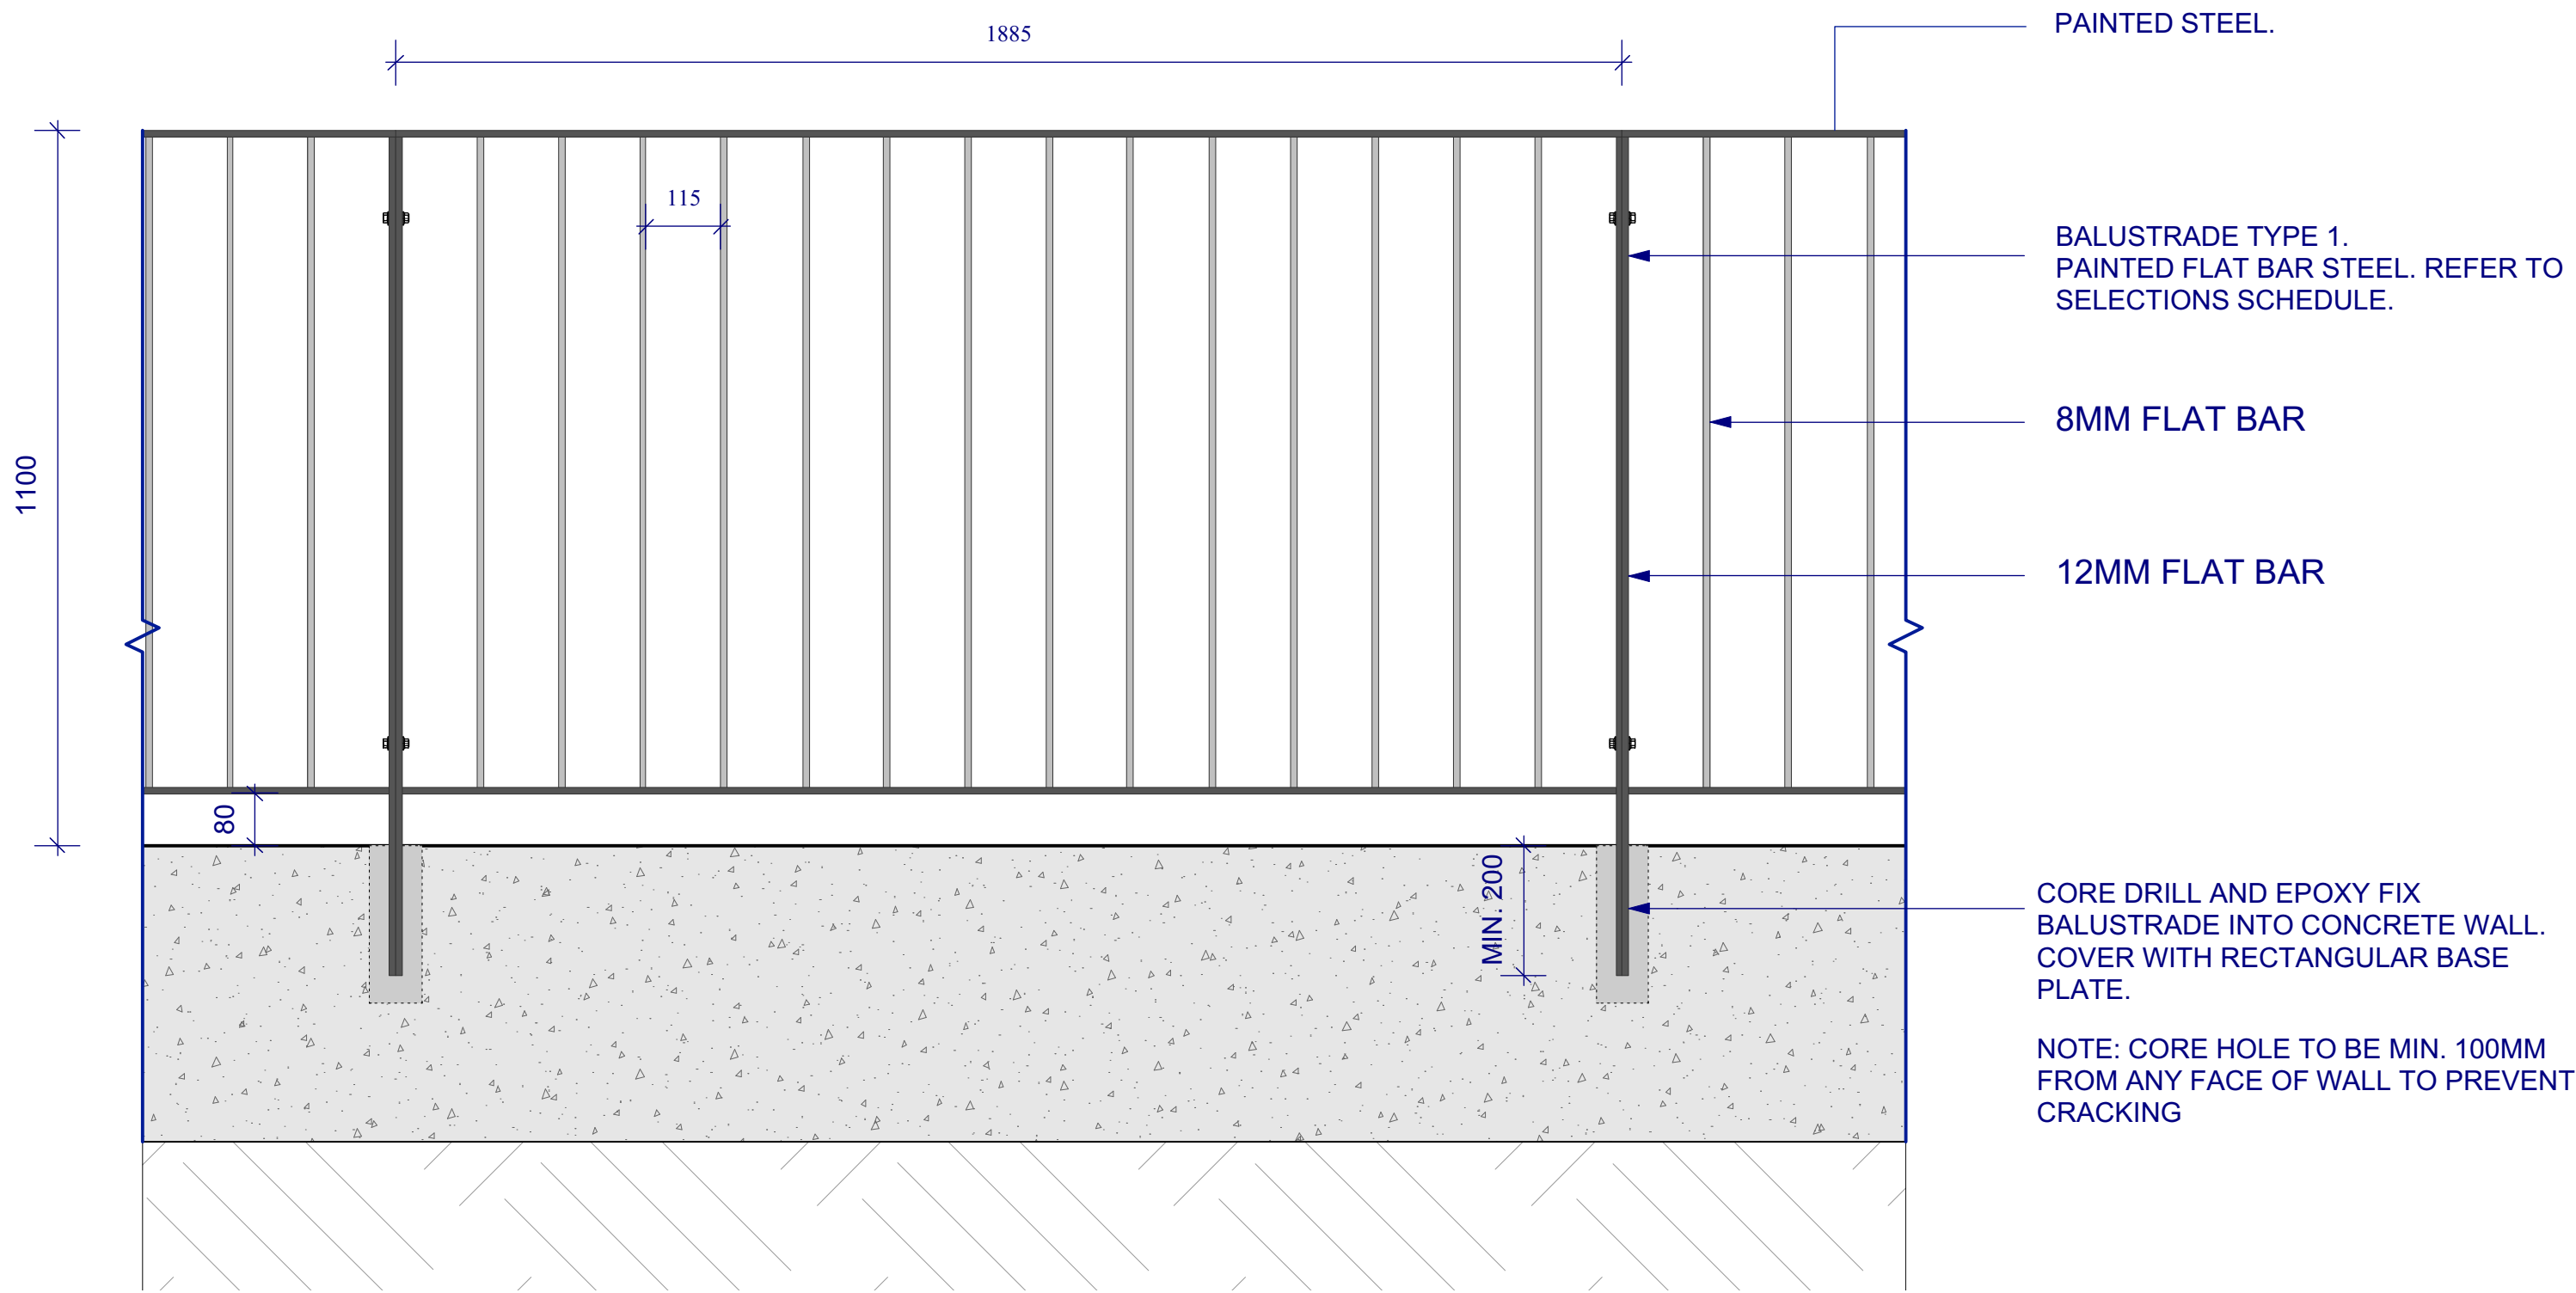 1885
PAINTED STEEL.
115
BALUSTRADE TYPE 1.
PAINTED FLAT BAR STEEL. REFER TO
SELECTIONS SCHEDULE.
8MM FLAT BAR
1100
12MM FLAT BAR
80
MIN. 200
CORE DRILL AND EPOXY FIX
BALUSTRADE INTO CONCRETE WALL.
COVER WITH RECTANGULAR BASE
PLATE.
NOTE: CORE HOLE TO BE MIN. 100MM
FROM ANY FACE OF WALL TO PREVENT
CRACKING